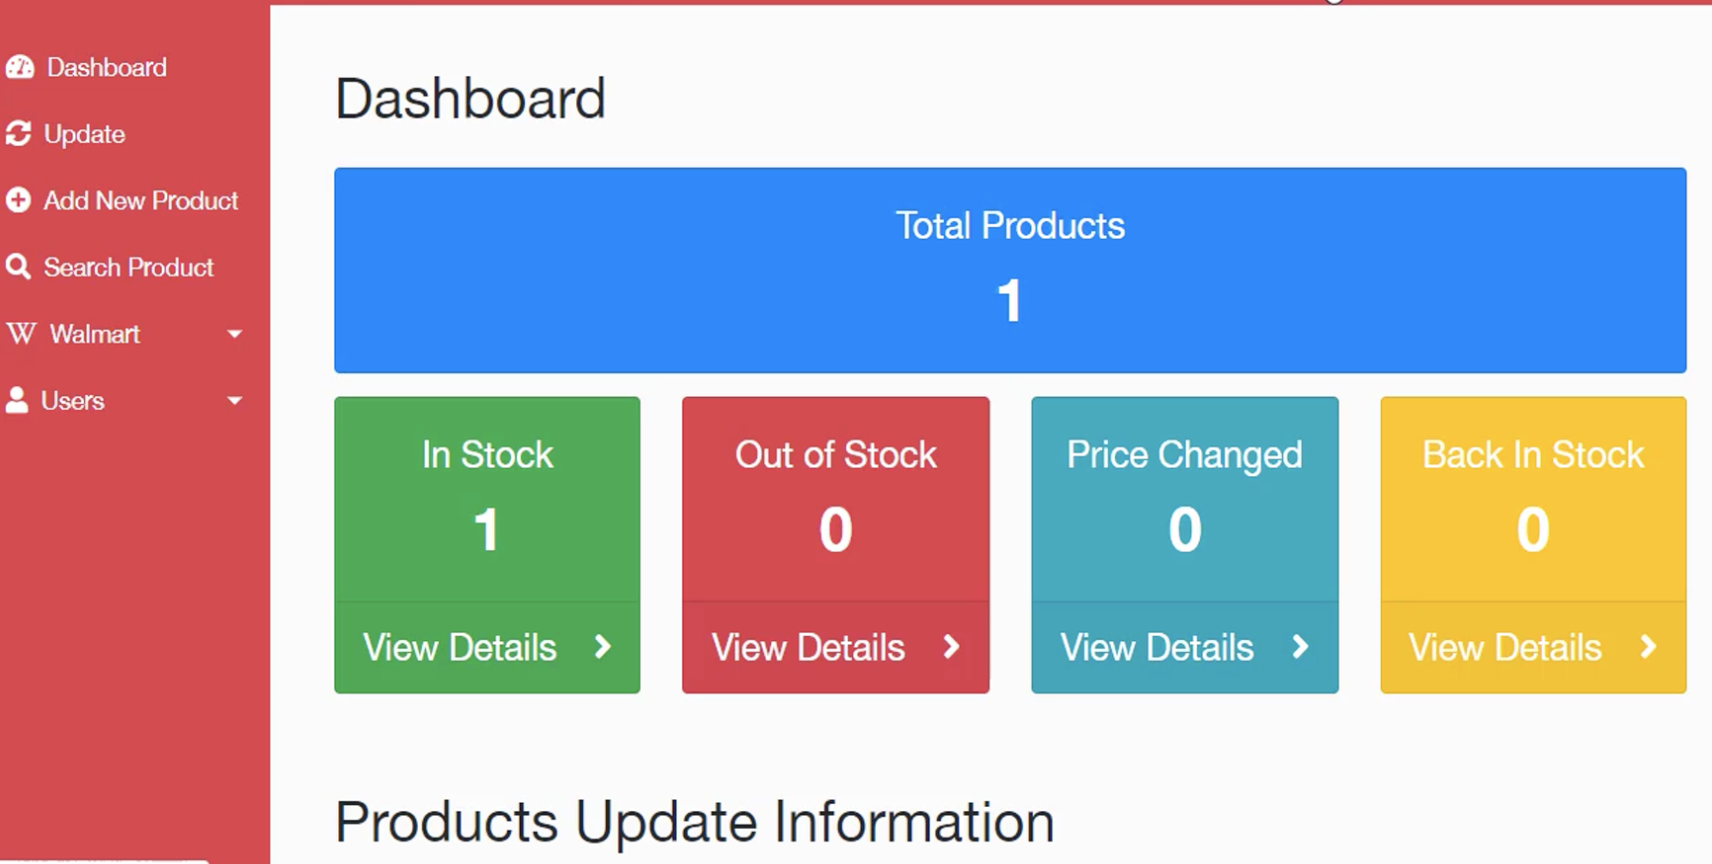 Dashboard
Update
Add New Product
Search Product
W Walmart
Users
Dashboard
Total Products
1
In Stock
1
View Details
Out of Stock
0
View Details
Price Changed
0
View Details
Back In Stock
0
View Details
Products Update Information